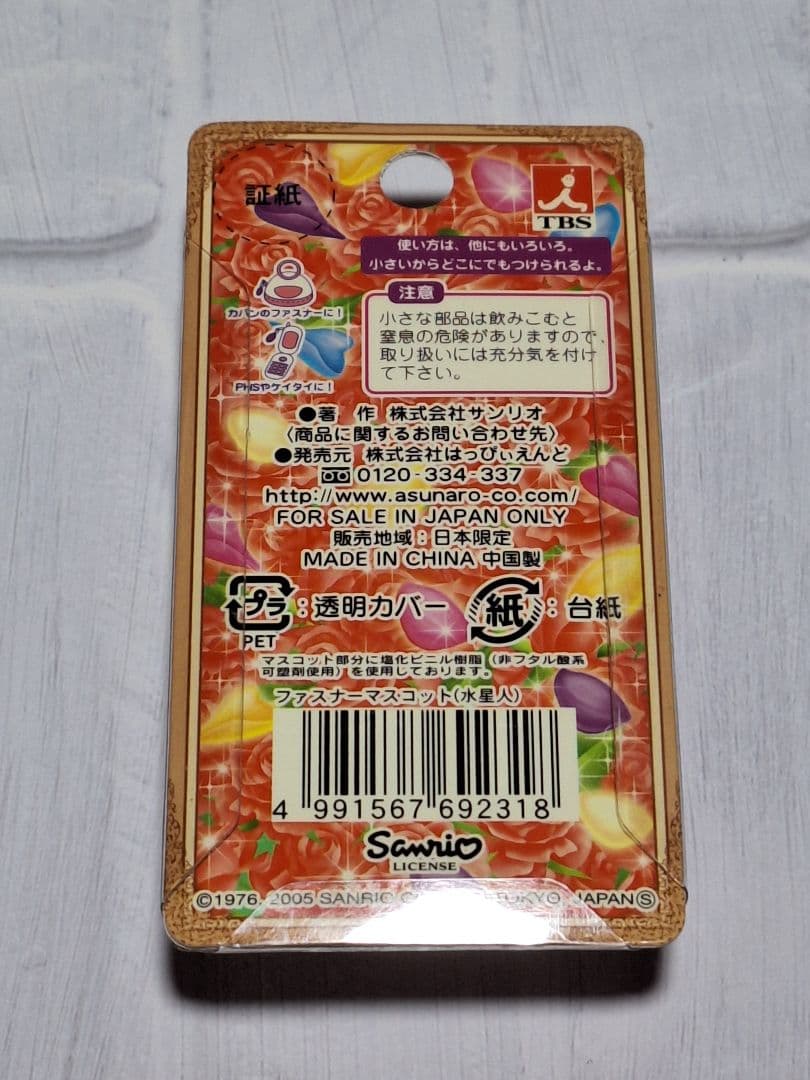 証紙
TBS
使い方は、他にもいろいろ。
小さいからどこにでもつけられるよ。
カバンのファスナーに!
PHSやケイタイに!
注意
小さな部品は飲みこむと
窒息の危険がありますので、
取り扱いには充分気を付け
て下さい。
●著 作 株式会社サンリオ
〈商品に関するお問い合わせ先〉
●発売元 株式会社はっぴぃえんど
0120-334-337
http://www.asunaro-co.com/
FOR SALE IN JAPAN ONLY
販売地域:日本限定
MADE IN CHINA 中国製
プラ:透明カバー 紙:台紙
PET
マスコット部分に塩化ビニル樹脂(非フタル酸系
可塑剤使用)を使用しております。
ファスナーマスコット(水星人)
4 991567 692318
Sanrio
LICENSE
©1976, 2005 SANRIO TOKYO, JAPAN Ⓢ